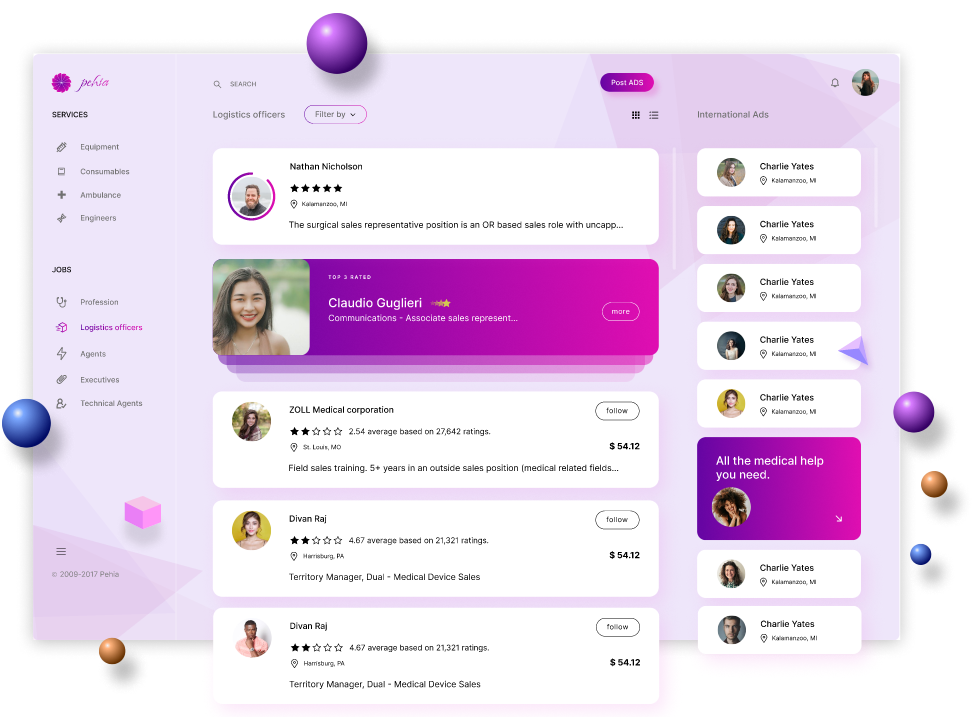 pehia
SEARCH
Post ADS
SERVICES
Equipment
Consumables
Ambulance
Engineers
JOBS
Profession
Logistics officers
Agents
Executives
Technical Agents
© 2009-2017 Pehia
Logistics officers
Filter by
Nathan Nicholson
Kalamanzoo, MI
The surgical sales representative position is an OR based sales role with uncapp...
TOP 3 RATED
Claudio Guglieri
Communications - Associate sales represent...
more
ZOLL Medical corporation
follow
2.54 average based on 27,642 ratings.
St. Louis, MO
$ 54.12
Field sales training. 5+ years in an outside sales position (medical related fields...
Divan Raj
follow
4.67 average based on 21,321 ratings.
Harrisburg, PA
$ 54.12
Territory Manager, Dual - Medical Device Sales
Divan Raj
follow
4.67 average based on 21,321 ratings.
Harrisburg, PA
$ 54.12
Territory Manager, Dual - Medical Device Sales
International Ads
Charlie Yates
Kalamanzoo, MI
Charlie Yates
Kalamanzoo, MI
Charlie Yates
Kalamanzoo, MI
Charlie Yates
Kalamanzoo, MI
Charlie Yates
Kalamanzoo, MI
All the medical help
you need.
Charlie Yates
Kalamanzoo, MI
Charlie Yates
Kalamanzoo, MI